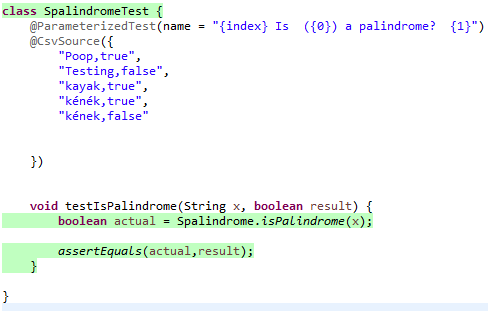 class SpalindromeTest {
@ParameterizedTest(name = "{index} Is  ({0}) a palindrome?  {1}")
@CsvSource({
"Poop,true",
"Testing,false",
"kayak,true",
"kénék,true",
"kének,false"
})
void testIsPalindrome(String x, boolean result) {
boolean actual = Spalindrome.isPalindrome(x);
assertEquals(actual,result);
}
}